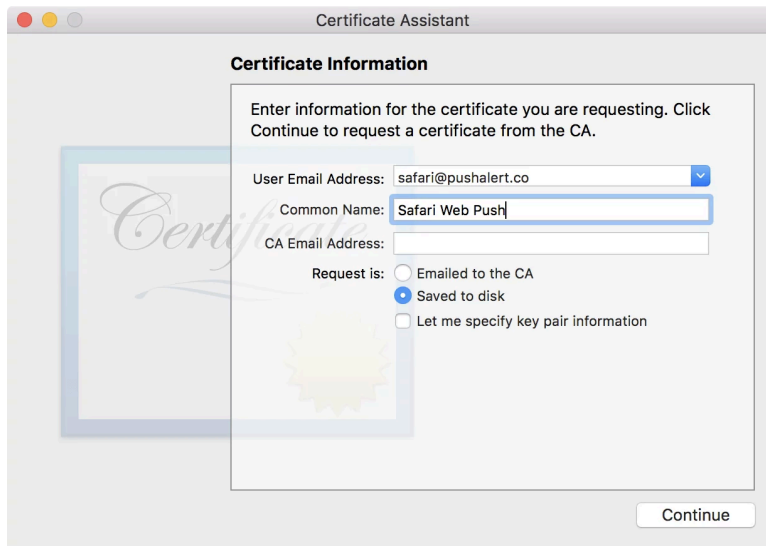 Certificate Assistant
Certificate Information
Enter information for the certificate you are requesting. Click
Continue to request a certificate from the CA.
User Email Address: safari@pushalert.co
Common Name: Safari Web Push
CA Email Address:
Request is: Emailed to the CA
Saved to disk
Let me specify key pair information
Certificate
Continue